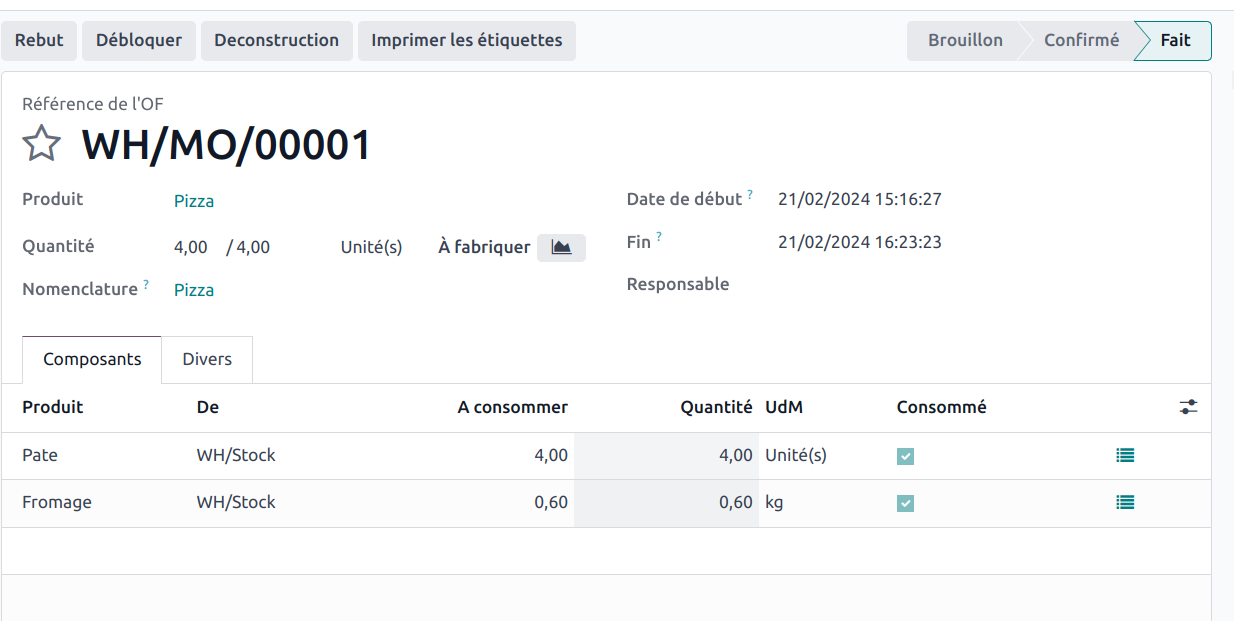 Rebut Débloquer Deconstruction Imprimer les étiquettes Brouillon Confirmé Fait
Référence de l'OF
WH/MO/00001
Produit Pizza Date de début ? 21/02/2024 15:16:27
Quantité 4,00 / 4,00 Unité(s) À fabriquer Fin ? 21/02/2024 16:23:23
Nomenclature ? Pizza Responsable
Composants Divers
Produit De A consommer Quantité UdM Consommé
Pate WH/Stock 4,00 4,00 Unité(s)
Fromage WH/Stock 0,60 0,60 kg